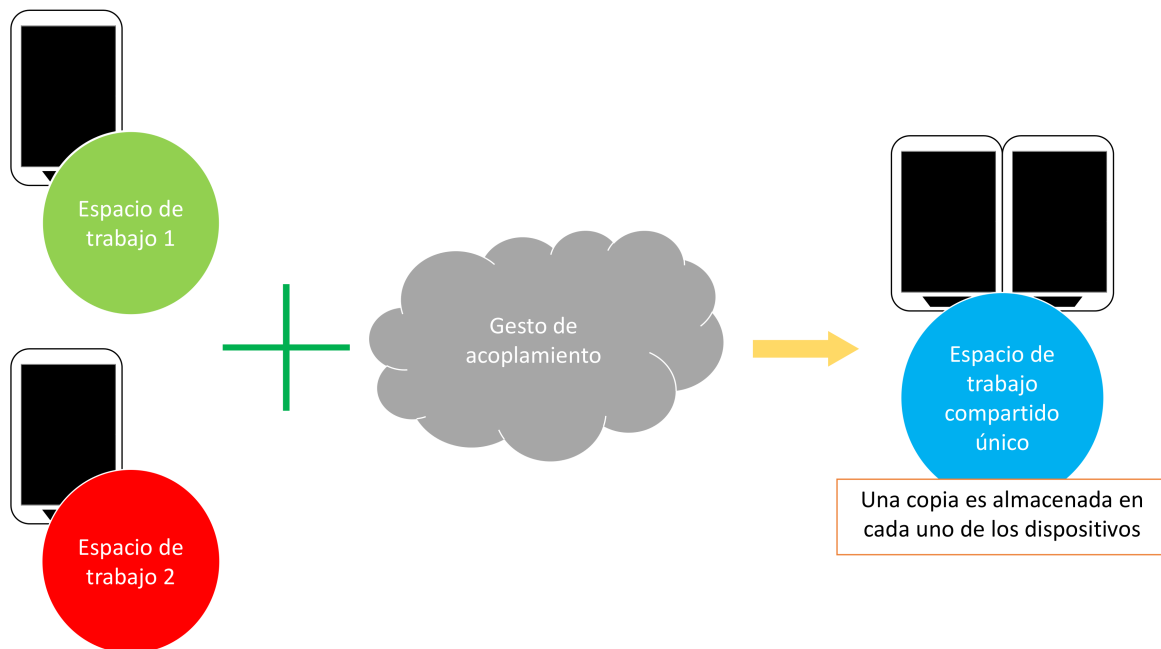 Espacio de
trabajo 1
Gesto de
acoplamiento
Espacio de
trabajo
compartido
único
Una copia es almacenada en
cada uno de los dispositivos
Espacio de
trabajo 2